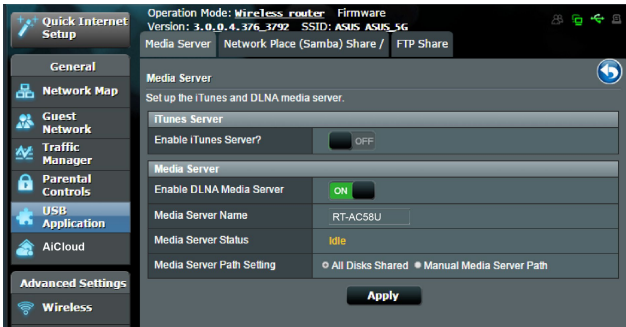 Quick Internet
Setup
Operation Mode: Wireless router Firmware
Version: 3.0.0.4.376_3792 SSID: ASUS ASUS_5G
Media Server Network Place (Samba) Share / FTP Share
General
Network Map
Guest
Network
Traffic
Manager
Parental
Controls
USB
Application
AiCloud
Advanced Settings
Wireless
Media Server
Set up the iTunes and DLNA media server.
iTunes Server
Enable iTunes Server? OFF
Media Server
Enable DLNA Media Server ON
Media Server Name RT-AC58U
Media Server Status Idle
Media Server Path Setting All Disks Shared Manual Media Server Path
Apply